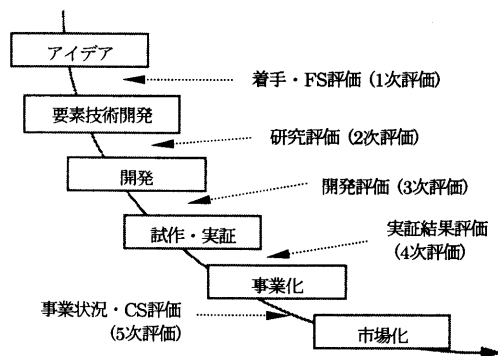 アイデア
着手・FS評価 (1次評価)
要素技術開発
研究評価 (2次評価)
開発
開発評価 (3次評価)
試作・実証
実証結果評価
(4次評価)
事業化
事業状況・CS評価
(5次評価)
市場化